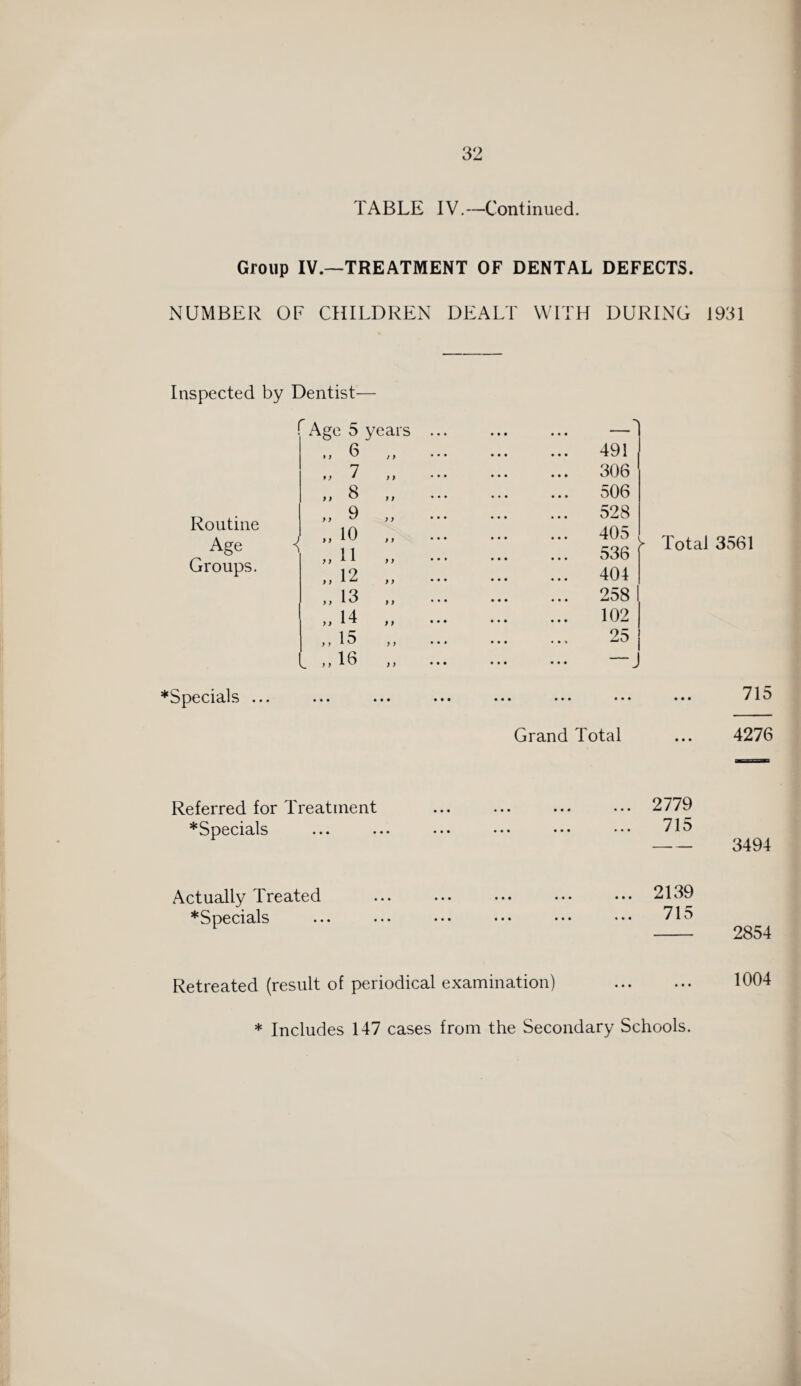 32
TABLE IV.—Continued.
Group IV.—TREATMENT OF DENTAL DEFECTS.
NUMBER OF CHILDREN DEALT WITH DURING 1931
Inspected by Dentist—
Routine Age Groups.
Age 5 years ... ... ... —
,, 6 ,, ... ... ... 491
,, 7 ,, ... ... ... 306
,, 8 ,, ... ... ... 506
,, 9 ,, ... ... ... 528
,, 10 ,, ... ... ... 405
,, 11 ,, ... ... ... 536
,, 12 ,, ... ... ... 404
,, 13 ,, ... ... ... 258
,, 14 ,, ... ... ... 102
,, 15 ,, ... ... ... 25
,, 16 ,, ... ... ... —
Total 3561
*Specials ... ... ... ... ... ... ... ... 715
Grand Total ... 4276
Referred for Treatment ... ... ... ... 2779
*Specials ... ... ... ... ... ... 715
3494
Actually Treated ... ... ... ... ... 2139
*Specials ... ... ... ... ... ... 715
2854
Retreated (result of periodical examination) ... ... 1004
* Includes 147 cases from the Secondary Schools.